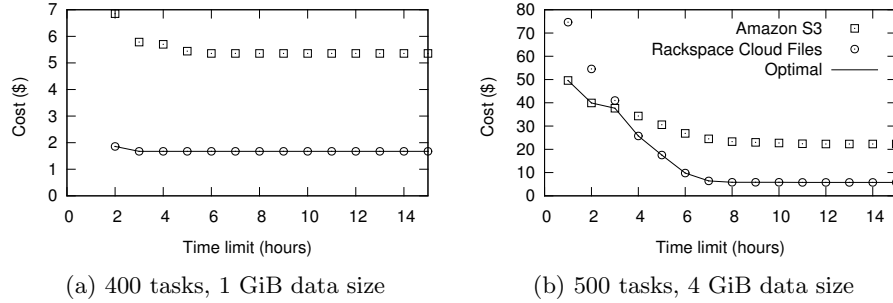 7
6
5
4
3
2
1
0
Cost ($)
0 2 4 6 8 10 12 14
Time limit (hours)
(a) 400 tasks, 1 GiB data size
80
70
60
50
40
30
20
10
0
Cost ($)
Amazon S3
Rackspace Cloud Files
Optimal
0 2 4 6 8 10 12 14
Time limit (hours)
(b) 500 tasks, 4 GiB data size